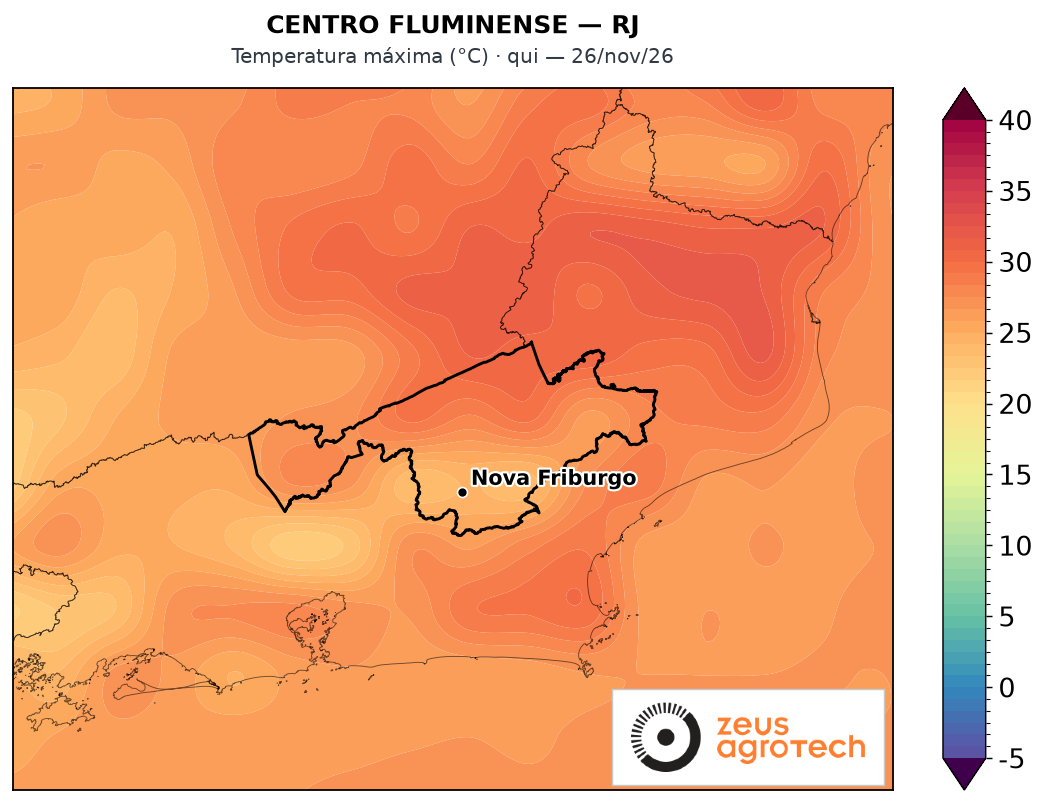 CENTRO FLUMINENSE — RJ
Temperatura máxima (°C) · qui — 26/nov/26
40
35
30
25
20
15
10
5
0
-5
Nova Friburgo
zeus
agrotech